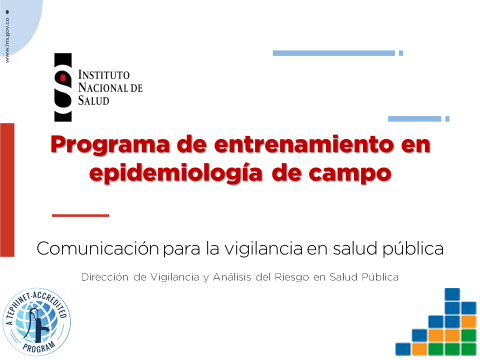 www.ins.gov.co
INSTITUTO
NACIONAL DE
SALUD
Programa de entrenamiento en
epidemiología de campo
Comunicación para la vigilancia en salud pública
Dirección de Vigilancia y Análisis del Riesgo en Salud Pública
A TEPHINET-ACCREDITED
PROGRAM